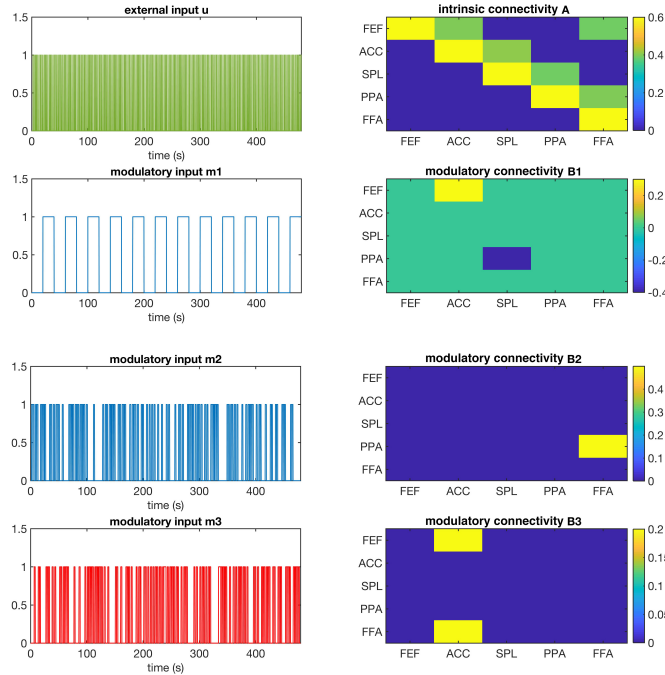 external input u
1.5
1
0.5
0
0 100 200 300 400
time (s)
intrinsic connectivity A
FEF
ACC
SPL
PPA
FFA
FEF ACC SPL PPA FFA
0.6
0.4
0.2
0
modulatory input m1
1.5
1
0.5
0
0 100 200 300 400
time (s)
modulatory connectivity B1
FEF
ACC
SPL
PPA
FFA
FEF ACC SPL PPA FFA
0.2
0
-0.2
-0.4
modulatory input m2
1.5
1
0.5
0
0 100 200 300 400
time (s)
modulatory connectivity B2
FEF
ACC
SPL
PPA
FFA
FEF ACC SPL PPA FFA
0.4
0.3
0.2
0.1
0
modulatory input m3
1.5
1
0.5
0
0 100 200 300 400
time (s)
modulatory connectivity B3
FEF
ACC
SPL
PPA
FFA
FEF ACC SPL PPA FFA
0.2
0.15
0.1
0.05
0